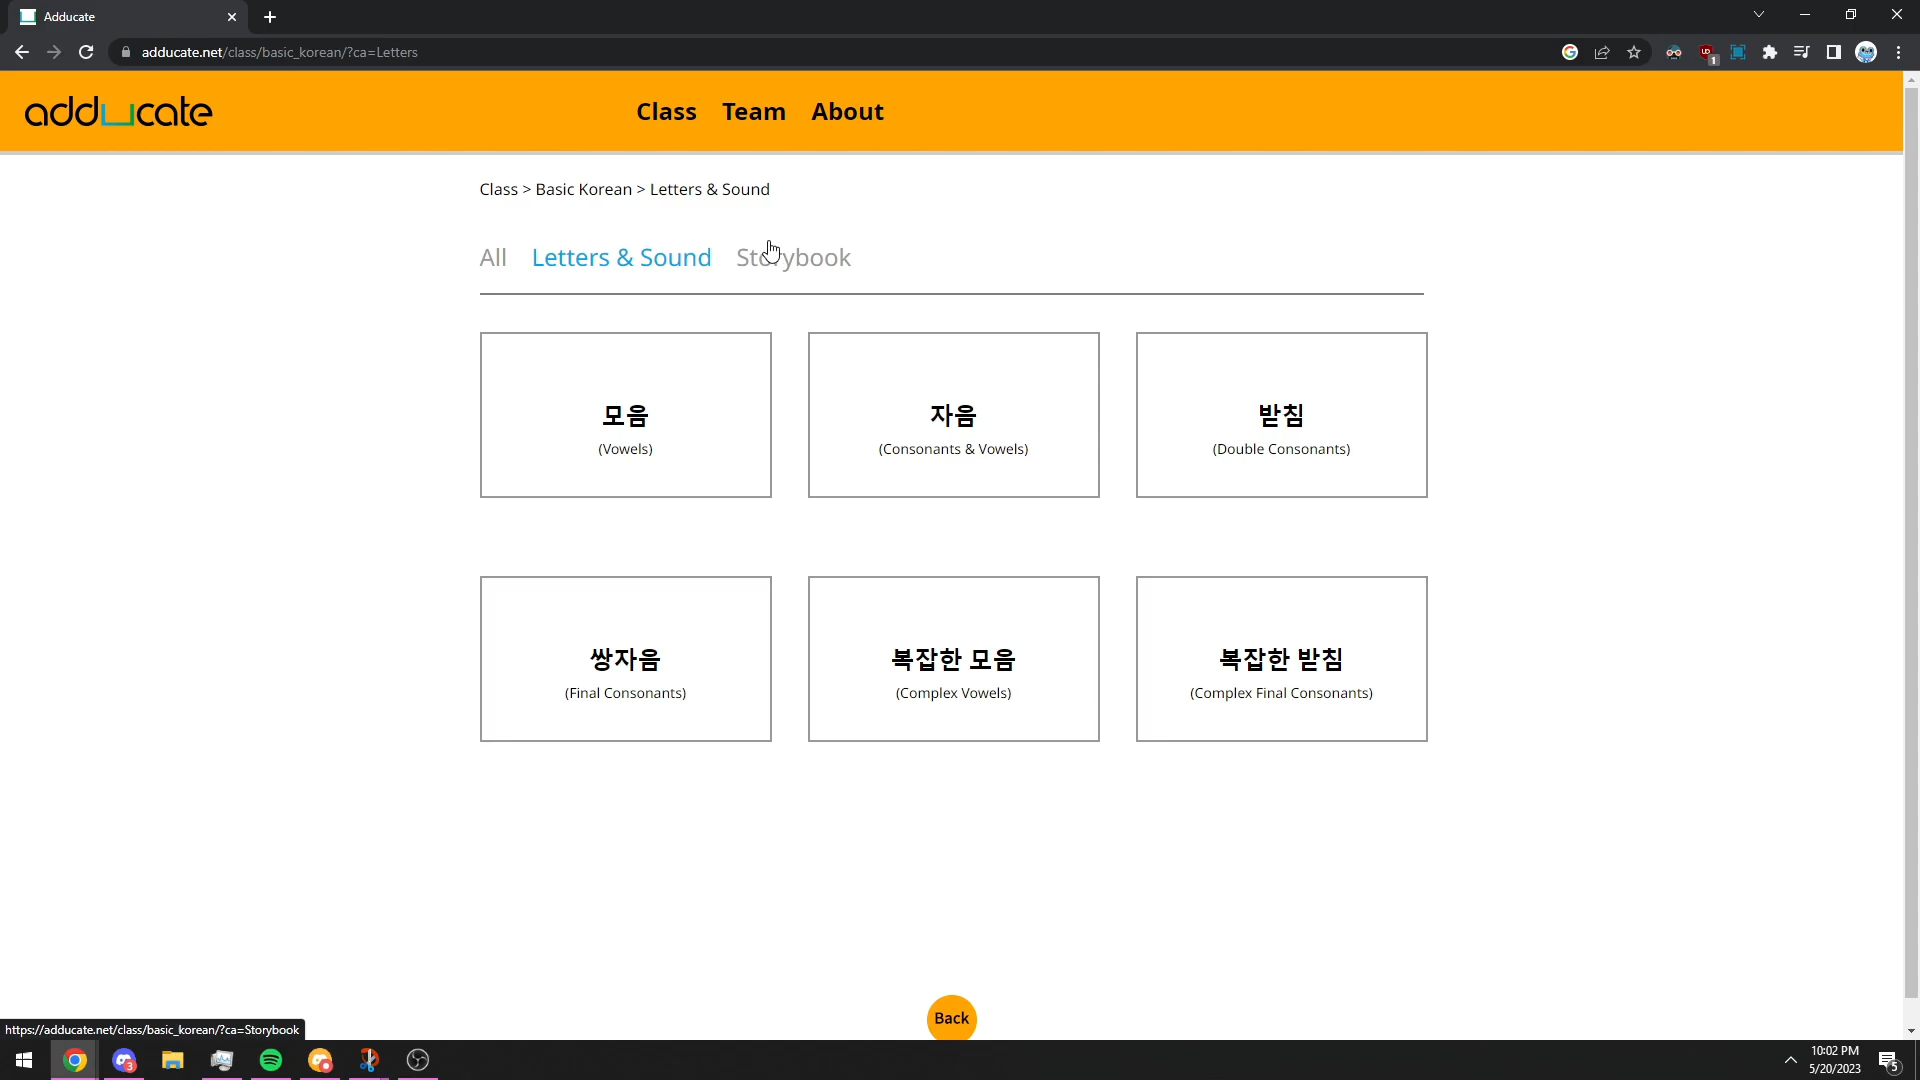 Adducate
adducate.net/class/basic_korean/?ca=Letters
1
adducate
Class Team About
Class > Basic Korean > Letters & Sound
All Letters & Sound Storybook
모음
(Vowels)
자음
(Consonants & Vowels)
받침
(Double Consonants)
쌍자음
(Final Consonants)
복잡한 모음
(Complex Vowels)
복잡한 받침
(Complex Final Consonants)
Back
https://adducate.net/class/basic_korean/?ca=Storybook
3
10:02 PM
5/20/2023
5